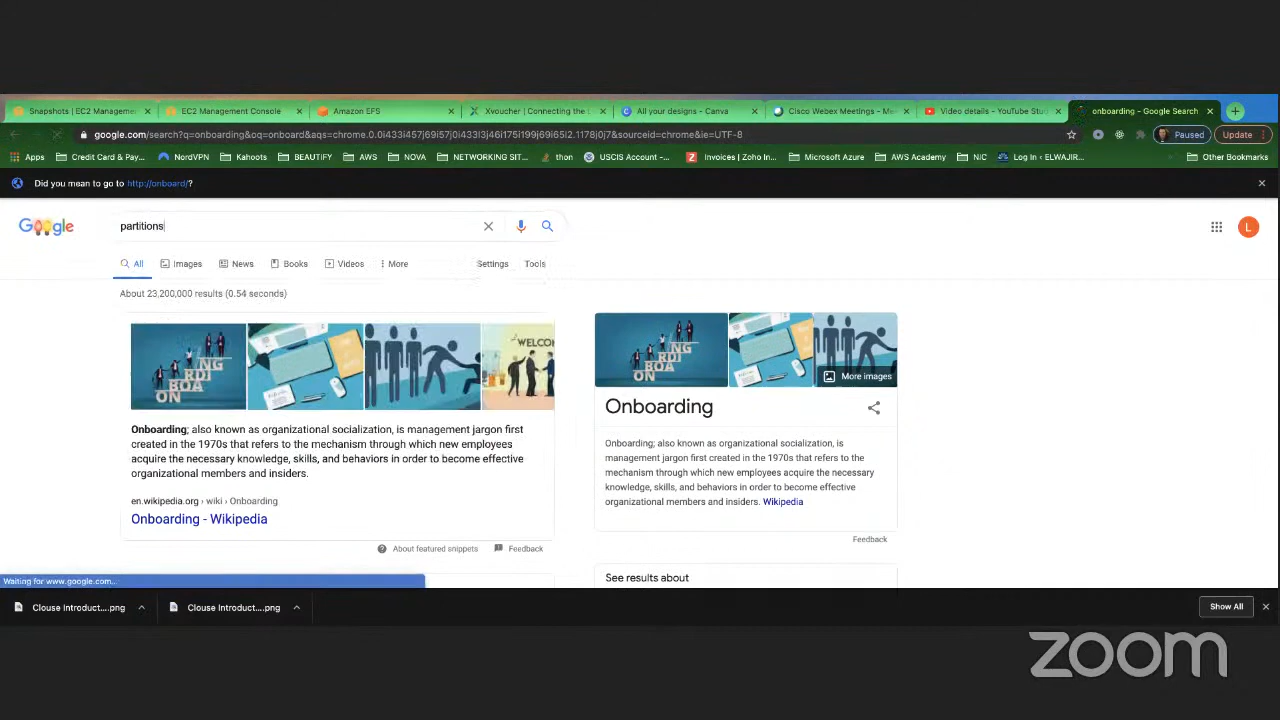 Snapshots | EC2 Manageme
EC2 Management Console
Amazon EFS
Xvoucher | Connecting the L
All your designs - Canva
Cisco Webex Meetings - Me
Video details - YouTube Stud
onboarding - Google Search
google.com/search?q=onboarding&oq=onboard&aqs=chrome.0.0i433i457j69i57j0i433l3j46i175i199j69i65l2.1178j0j7&sourceid=chrome&ie=UTF-8
Paused
Update
Apps
Credit Card & Pay...
NordVPN
Kahoots
BEAUTIFY
AWS
NOVA
NETWORKING SIT...
thon
USCIS Account -...
Invoices | Zoho In...
Microsoft Azure
AWS Academy
NIC
Log In ‹ ELWAJIR...
Other Bookmarks
Did you mean to go to http://onboard/?
Google
partitions
L
All
Images
News
Books
Videos
More
Settings
Tools
About 23,200,000 results (0.54 seconds)
ONBOARDING
WELCO
ONBOARDING
More images
Onboarding; also known as organizational socialization, is management jargon first
created in the 1970s that refers to the mechanism through which new employees
acquire the necessary knowledge, skills, and behaviors in order to become effective
organizational members and insiders.
en.wikipedia.org › wiki › Onboarding
Onboarding - Wikipedia
About featured snippets
Feedback
Onboarding
Onboarding; also known as organizational socialization, is
management jargon first created in the 1970s that refers to the
mechanism through which new employees acquire the necessary
knowledge, skills, and behaviors in order to become effective
organizational members and insiders. Wikipedia
Feedback
See results about
Waiting for www.google.com...
Clouse Introduct....png
Clouse Introduct....png
Show All
zoom